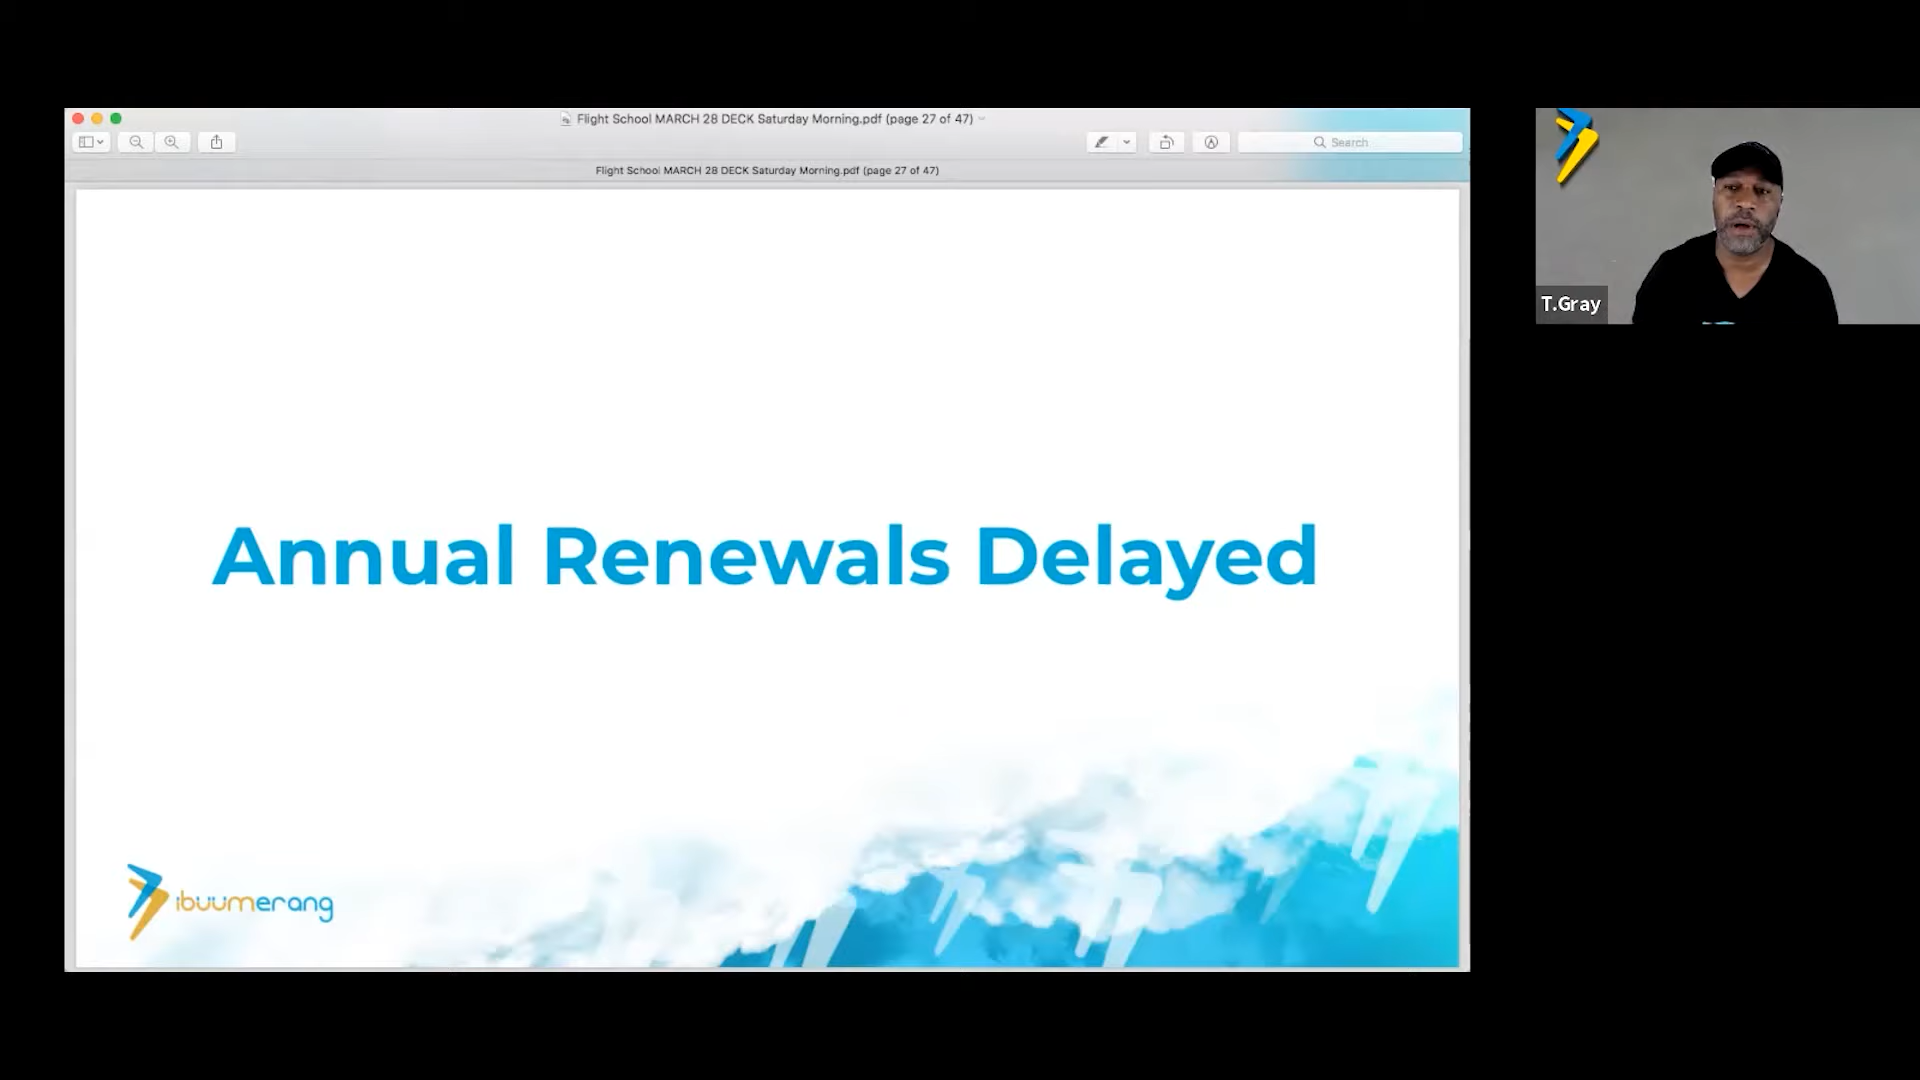 Flight School MARCH 28 DECK Saturday Morning.pdf (page 27 of 47)
Search
Flight School MARCH 28 DECK Saturday Morning.pdf (page 27 of 47)
T.Gray
Annual Renewals Delayed
ibuumerang